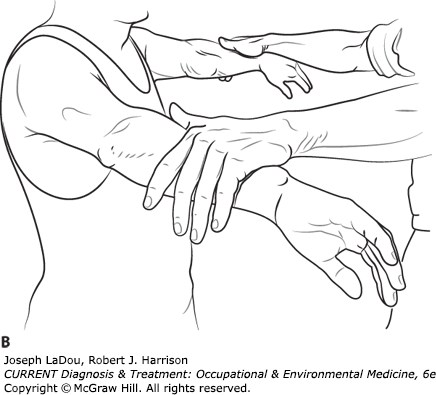 B
Joseph LaDou, Robert J. Harrison
CURRENT Diagnosis & Treatment: Occupational & Environmental Medicine, 6e
Copyright © McGraw Hill. All rights reserved.